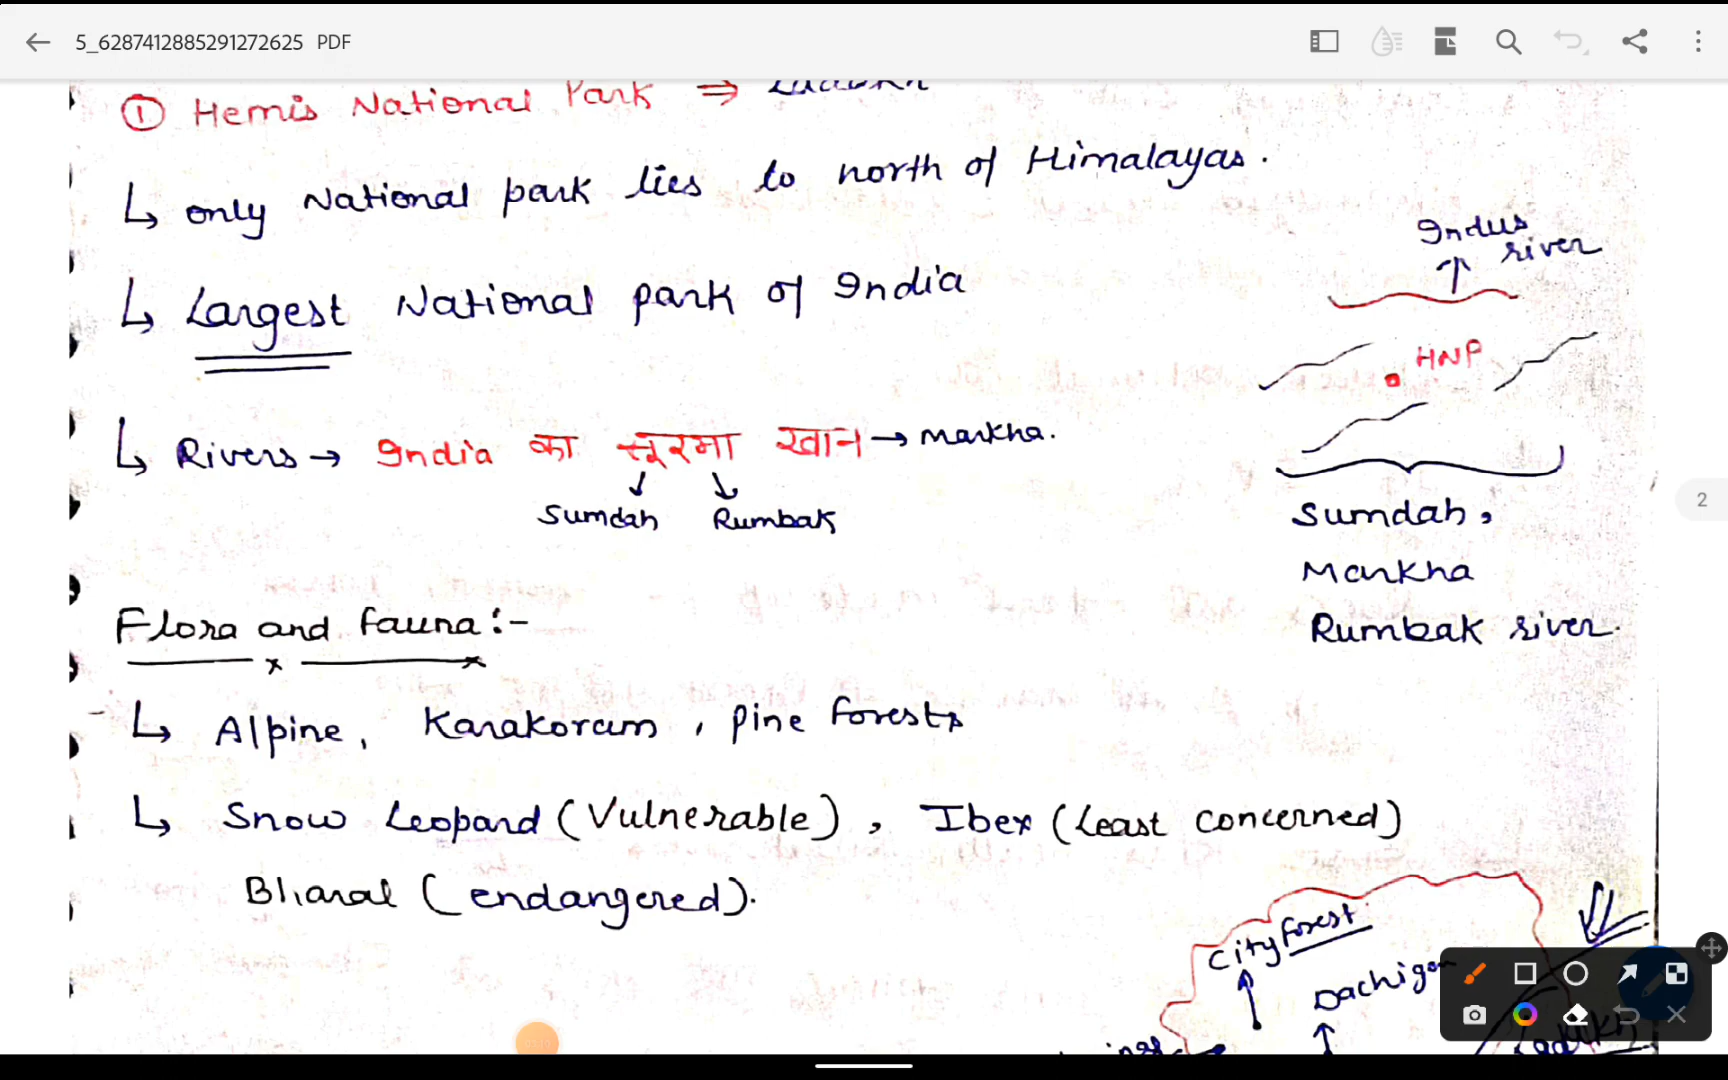 5_6287412885291272625 PDF
① Hemis National Park ⇒
↳ only National park lies to north of Himalayas.
↳ Largest National park of India
Indus
river
HNP
↳ Rivers → India का सूरमा खान → Markha.
Sumdah Rumbak
Sumdah,
Markha
Rumbak river.
2
Flora and fauna :-
↳ Alpine, Karakoram, pine forests
↳ Snow Leopard (Vulnerable), Ibex (Least concerned)
Bharal (endangered).
City forest